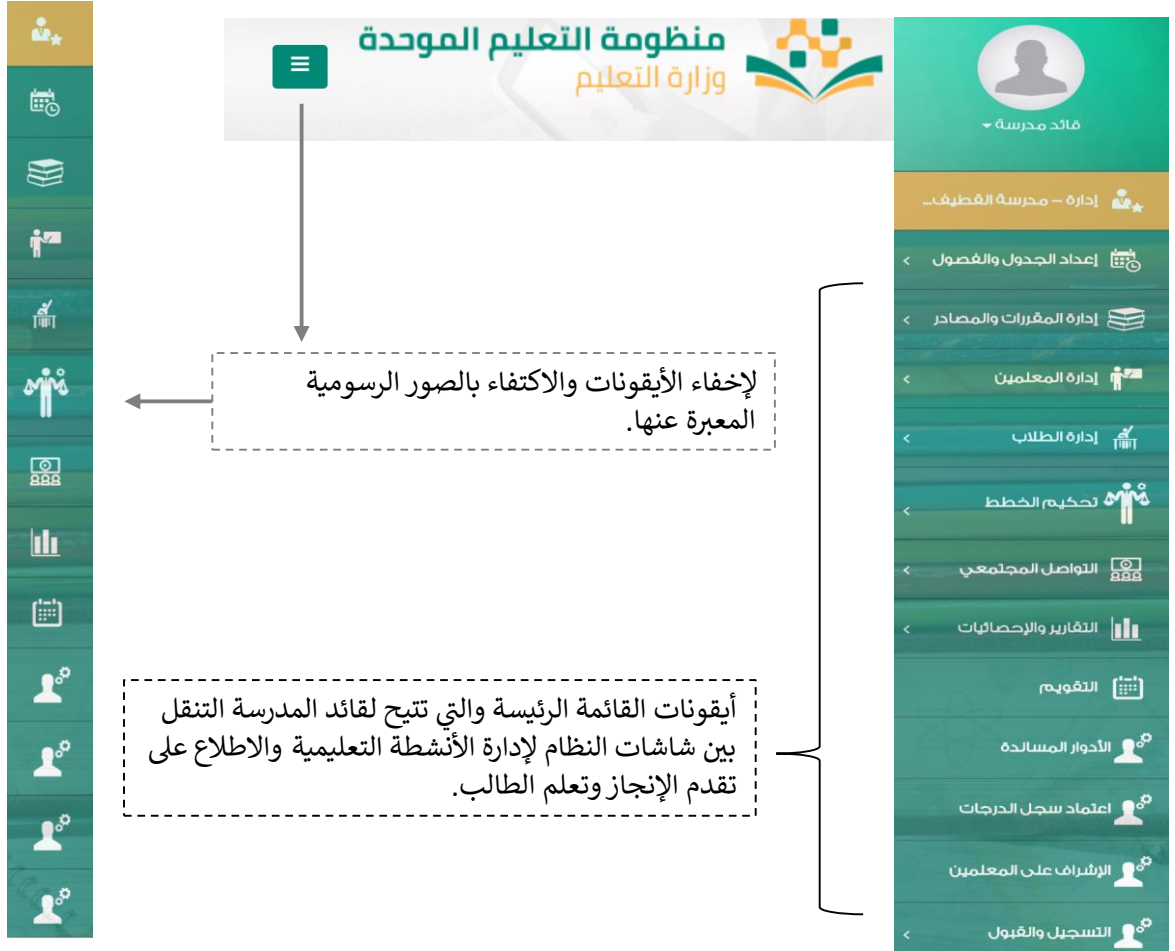 منظومة التعليم الموحدة
وزارة التعليم
قائد مدرسة
إدارة – مدرسة القطيف...
إعداد الجدول والفصول
إدارة المقررات والمصادر
إدارة المعلمين
إدارة الطلاب
تحكيم الخطط
التواصل المجتمعي
التقارير والإحصائيات
التقويم
الأدوار المساندة
اعتماد سجل الدرجات
الإشراف على المعلمين
التسجيل والقبول
لإخفاء الأيقونات والاكتفاء بالصور الرسومية
المعبرة عنها.
أيقونات القائمة الرئيسة والتي تتيح لقائد المدرسة التنقل
بين شاشات النظام لإدارة الأنشطة التعليمية والاطلاع على
تقدم الإنجاز وتعلم الطالب.